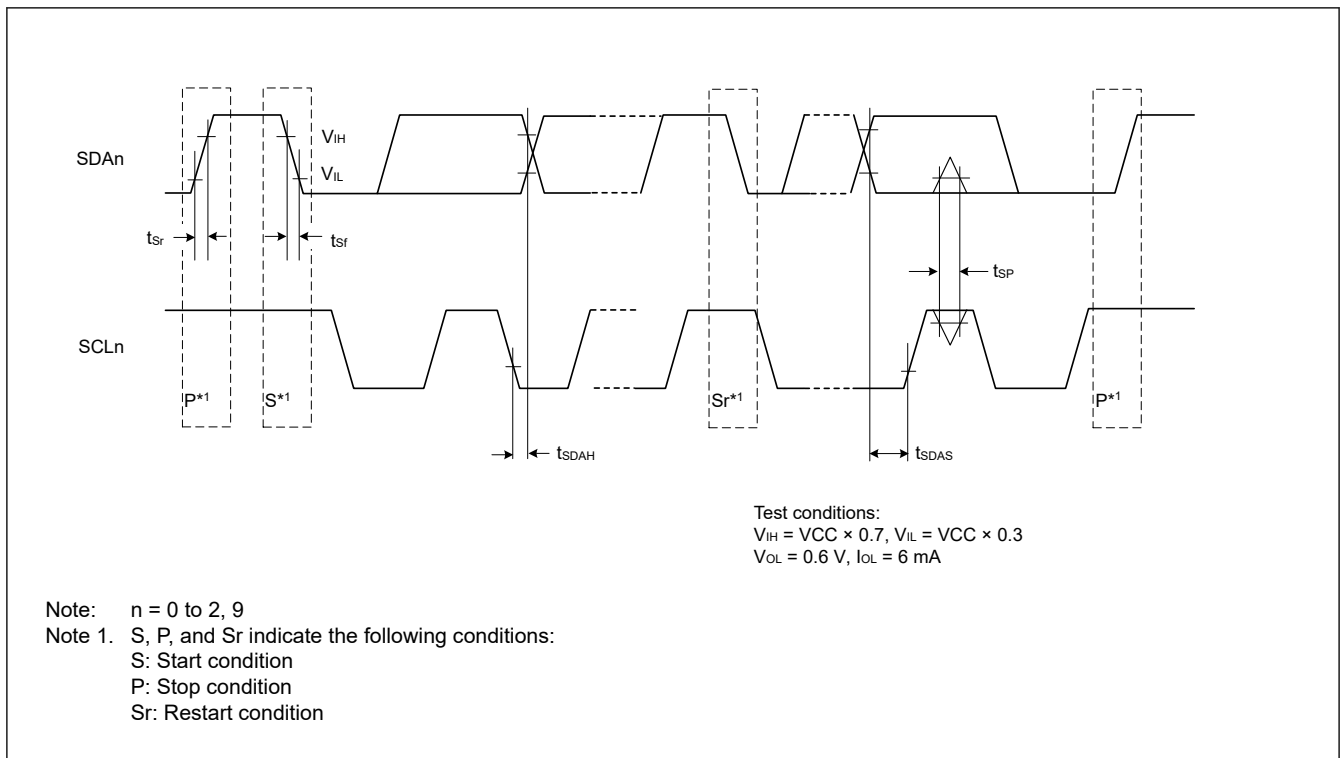 SDAn
VIH
VIL
tSr
tSf
tSP
SCLn
P*1
S*1
Sr*1
P*1
tSDAH
tSDAS
Test conditions:
VIH = VCC × 0.7, VIL = VCC × 0.3
VOL = 0.6 V, IOL = 6 mA
Note: n = 0 to 2, 9
Note 1. S, P, and Sr indicate the following conditions:
S: Start condition
P: Stop condition
Sr: Restart condition